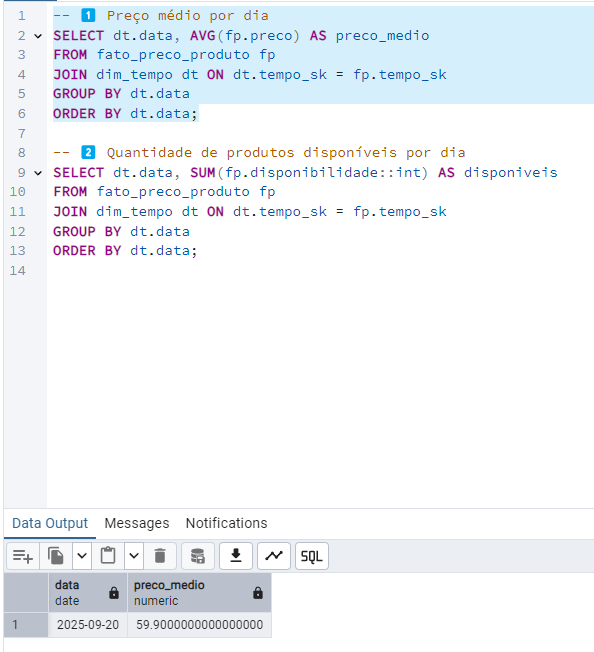 1 -- 1️⃣ Preço médio por dia
2 SELECT dt.data, AVG(fp.preco) AS preco_medio
3 FROM fato_preco_produto fp
4 JOIN dim_tempo dt ON dt.tempo_sk = fp.tempo_sk
5 GROUP BY dt.data
6 ORDER BY dt.data;
7
8 -- 2️⃣ Quantidade de produtos disponíveis por dia
9 SELECT dt.data, SUM(fp.disponibilidade::int) AS disponiveis
10 FROM fato_preco_produto fp
11 JOIN dim_tempo dt ON dt.tempo_sk = fp.tempo_sk
12 GROUP BY dt.data
13 ORDER BY dt.data;
14
Data Output Messages Notifications
SQL
data preco_medio
date numeric
1 2025-09-20 59.9000000000000000